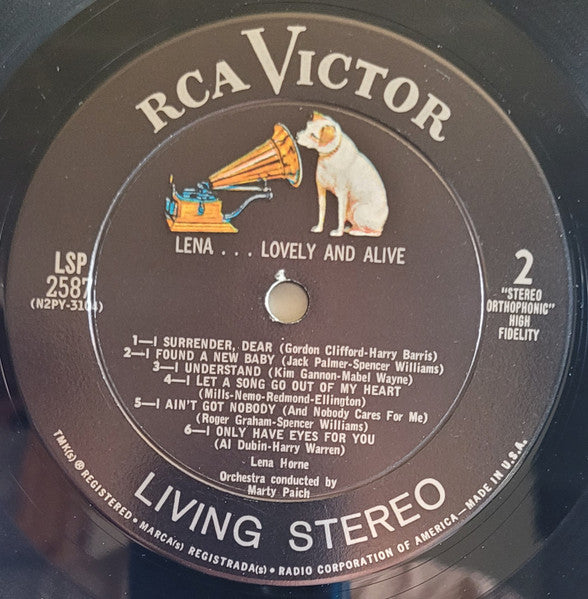 RCA VICTOR
LENA . . . LOVELY AND ALIVE
LSP
2587
(N2PY-3104)
2
"STEREO
ORTHOPHONIC"
HIGH
FIDELITY
1—I SURRENDER, DEAR (Gordon Clifford-Harry Barris)
2—I FOUND A NEW BABY (Jack Palmer-Spencer Williams)
3—I UNDERSTAND (Kim Gannon-Mabel Wayne)
4—I LET A SONG GO OUT OF MY HEART
(Mills-Nemo-Redmond-Ellington)
5—I AIN'T GOT NOBODY (And Nobody Cares For Me)
(Roger Graham-Spencer Williams)
6—I ONLY HAVE EYES FOR YOU
(Al Dubin-Harry Warren)
Lena Horne
Orchestra conducted by
Marty Paich
LIVING STEREO
TMK(s) ® REGISTERED • MARCA(s) REGISTRADA(s) • RADIO CORPORATION OF AMERICA—MADE IN U.S.A.